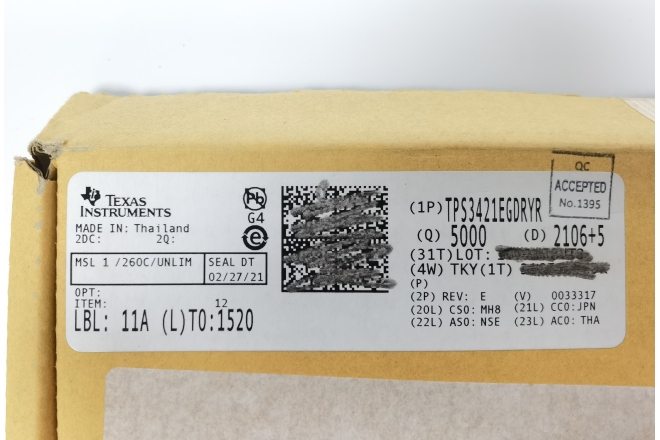 TEXAS
INSTRUMENTS
MADE IN: Thailand
2DC: 2Q:
MSL 1 /260C/UNLIM
SEAL DT
02/27/21
OPT:
ITEM: 12
LBL: 11A (L)TO:1520
Pb
G4
e
QC
ACCEPTED
No.1395
(1P)TPS3421EGDRYR
(Q) 5000 (D) 2106+5
(31T)LOT:
(4W) TKY(1T)
(P)
(2P) REV: E (V) 0033317
(20L) CSO: MH8 (21L) CCO:JPN
(22L) ASO: NSE (23L) ACO: THA